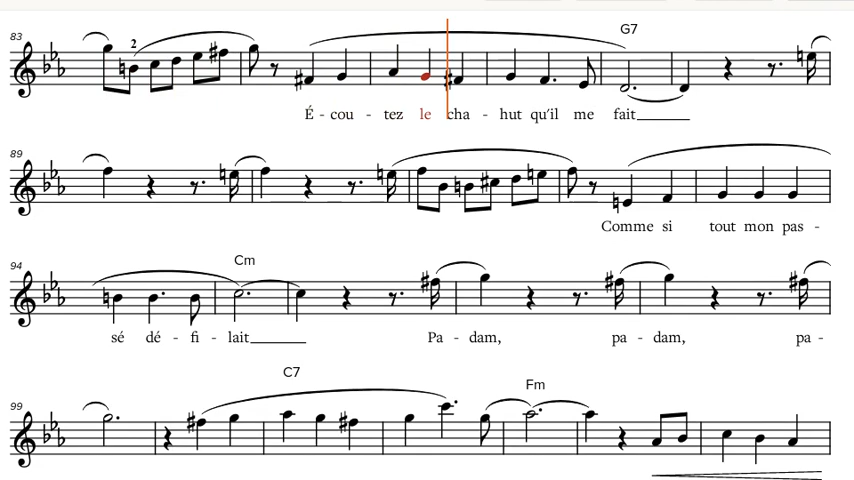 G7
83
2
É - cou - tez le cha - hut qu'il me fait
89
Comme si tout mon pas -
Cm
94
sé dé - fi - lait Pa - dam, pa - dam, pa -
C7 Fm
99